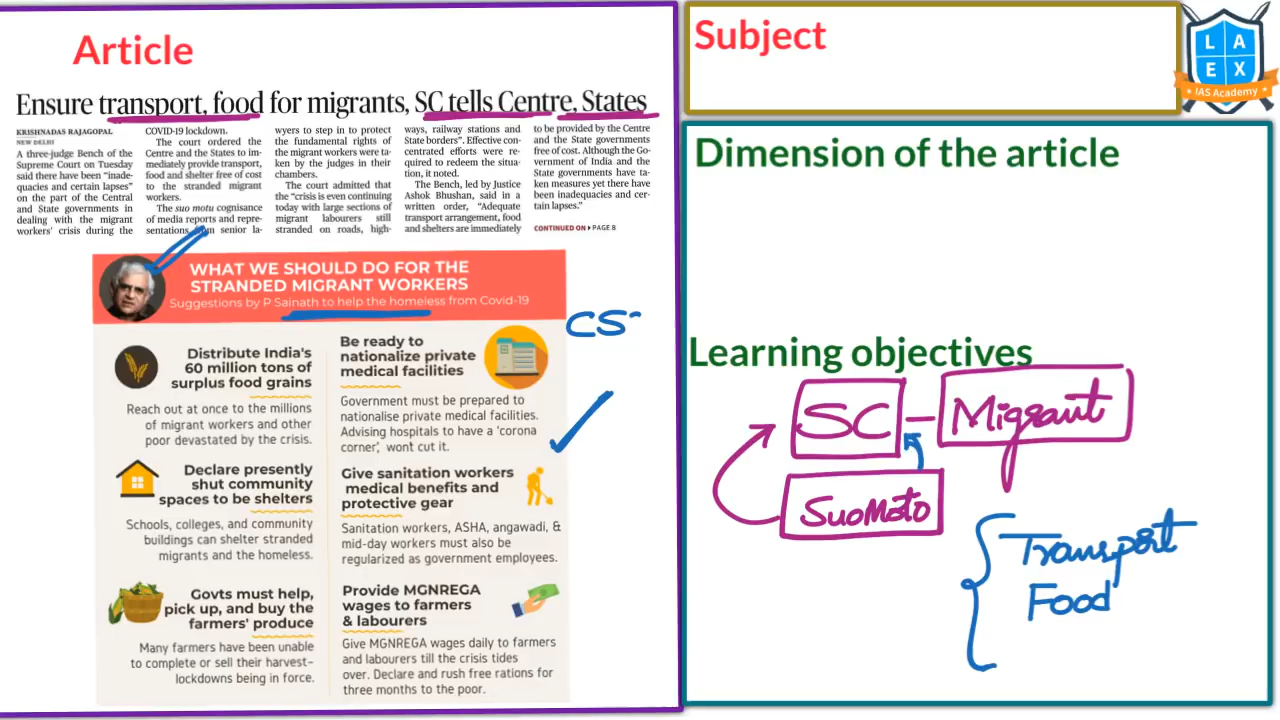 Article
Ensure transport, food for migrants, SC tells Centre, States
KRISHNADAS RAJAGOPAL
NEW DELHI
A three-judge Bench of the
Supreme Court on Tuesday
said there have been "inade-
quacies and certain lapses"
on the part of the Central
and State governments in
dealing with the migrant
workers' crisis during the
COVID-19 lockdown.
The court ordered the
Centre and the States to im-
mediately provide transport,
food and shelter free of cost
to the stranded migrant
workers.
The suo motu cognisance
of media reports and repre-
sentations from senior la-
wyers to step in to protect
the fundamental rights of
the migrant workers were ta-
ken by the judges in their
chambers.
The court admitted that
the "crisis is even continuing
today with large sections of
migrant labourers still
stranded on roads, high-
ways, railway stations and
State borders". Effective con-
centrated efforts were re-
quired to redeem the situa-
tion, it noted.
The Bench, led by Justice
Ashok Bhushan, said in a
written order, "Adequate
transport arrangement, food
and shelters are immediately
to be provided by the Centre
and the State governments
free of cost. Although the Go-
vernment of India and the
State governments have ta-
ken measures yet there have
been inadequacies and cer-
tain lapses."
CONTINUED ON ▸ PAGE 8
WHAT WE SHOULD DO FOR THE
STRANDED MIGRANT WORKERS
Suggestions by P Sainath to help the homeless from Covid-19
CS
Distribute India's
60 million tons of
surplus food grains
Reach out at once to the millions
of migrant workers and other
poor devastated by the crisis.
Be ready to
nationalize private
medical facilities
Government must be prepared to
nationalise private medical facilities.
Advising hospitals to have a 'corona
corner', wont cut it.
Declare presently
shut community
spaces to be shelters
Schools, colleges, and community
buildings can shelter stranded
migrants and the homeless.
Give sanitation workers
medical benefits and
protective gear
Sanitation workers, ASHA, angawadi, &
mid-day workers must also be
regularized as government employees.
Govts must help,
pick up, and buy the
farmers' produce
Many farmers have been unable
to complete or sell their harvest-
lockdowns being in force.
Provide MGNREGA
wages to farmers
& labourers
Give MGNREGA wages daily to farmers
and labourers till the crisis tides
over. Declare and rush free rations for
three months to the poor.
Subject
L A
E X
IAS Academy
Dimension of the article
Learning objectives
SC - Migrant
SuoMoto
Transport
Food